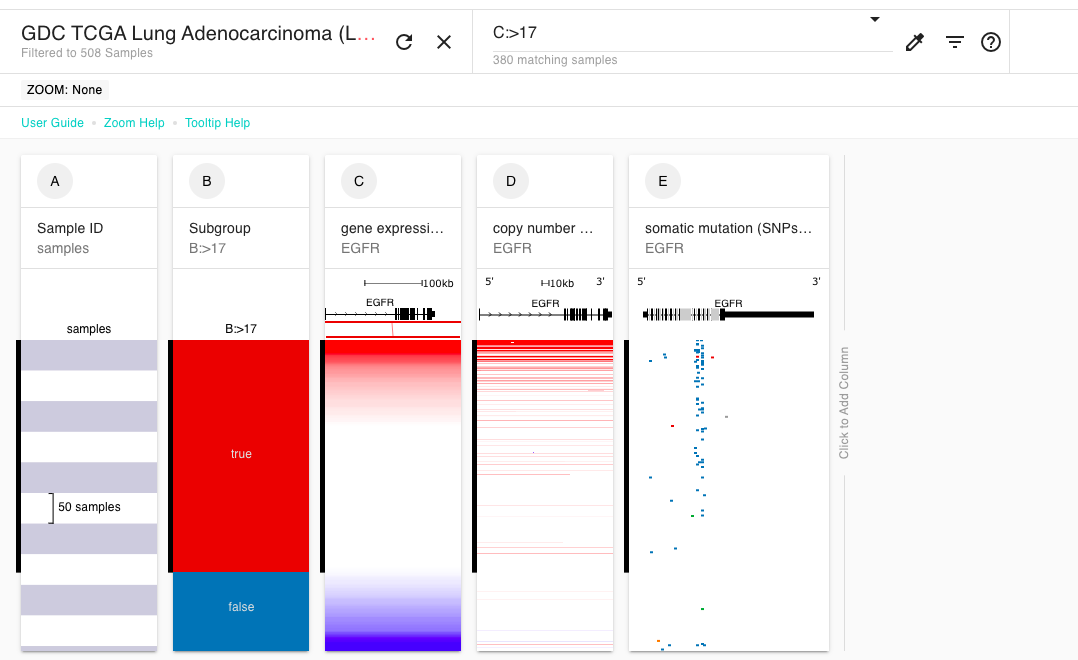 GDC TCGA Lung Adenocarcinoma (L...
Filtered to 508 Samples
C:>17
380 matching samples
ZOOM: None
User Guide • Zoom Help • Tooltip Help
A
B
C
D
E
Sample ID
samples
Subgroup
B:>17
gene expressi...
EGFR
copy number ...
EGFR
somatic mutation (SNPs...
EGFR
samples
B:>17
100kb
EGFR
5' 10kb 3'
EGFR
5' 3'
EGFR
true
false
50 samples
Click to Add Column